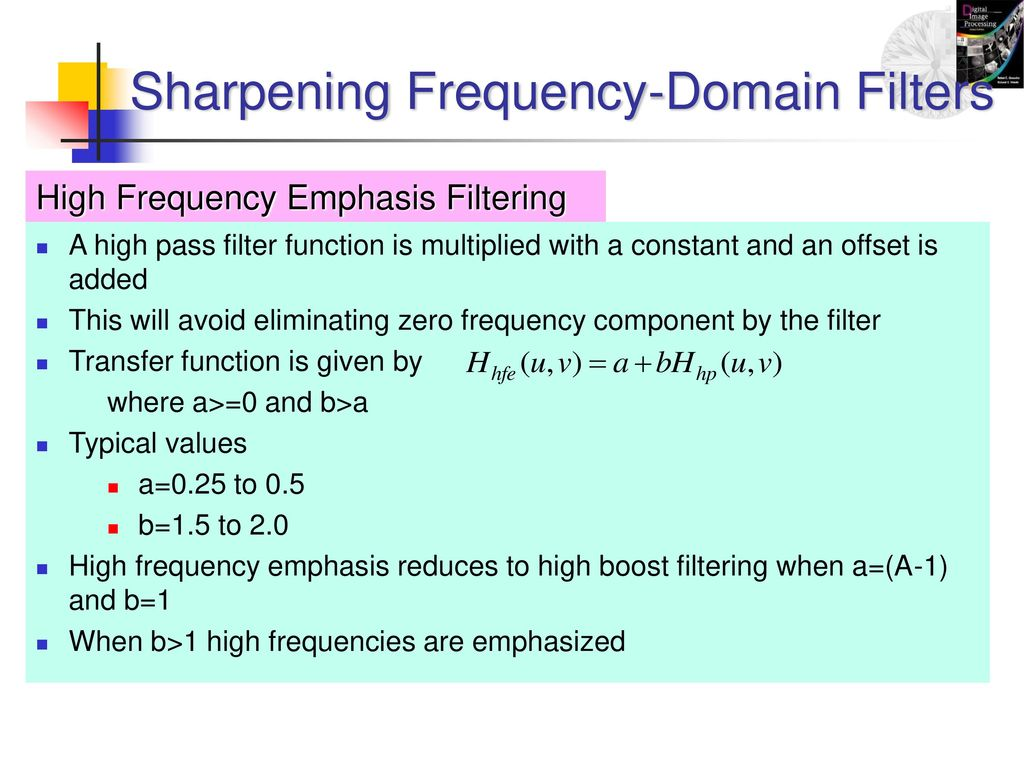 Digital
Image
Processing
Sharpening Frequency-Domain Filters
High Frequency Emphasis Filtering
A high pass filter function is multiplied with a constant and an offset is
added
This will avoid eliminating zero frequency component by the filter
Transfer function is given by H_hfe(u,v) = a + bH_hp(u,v)
where a>=0 and b>a
Typical values
a=0.25 to 0.5
b=1.5 to 2.0
High frequency emphasis reduces to high boost filtering when a=(A-1)
and b=1
When b>1 high frequencies are emphasized